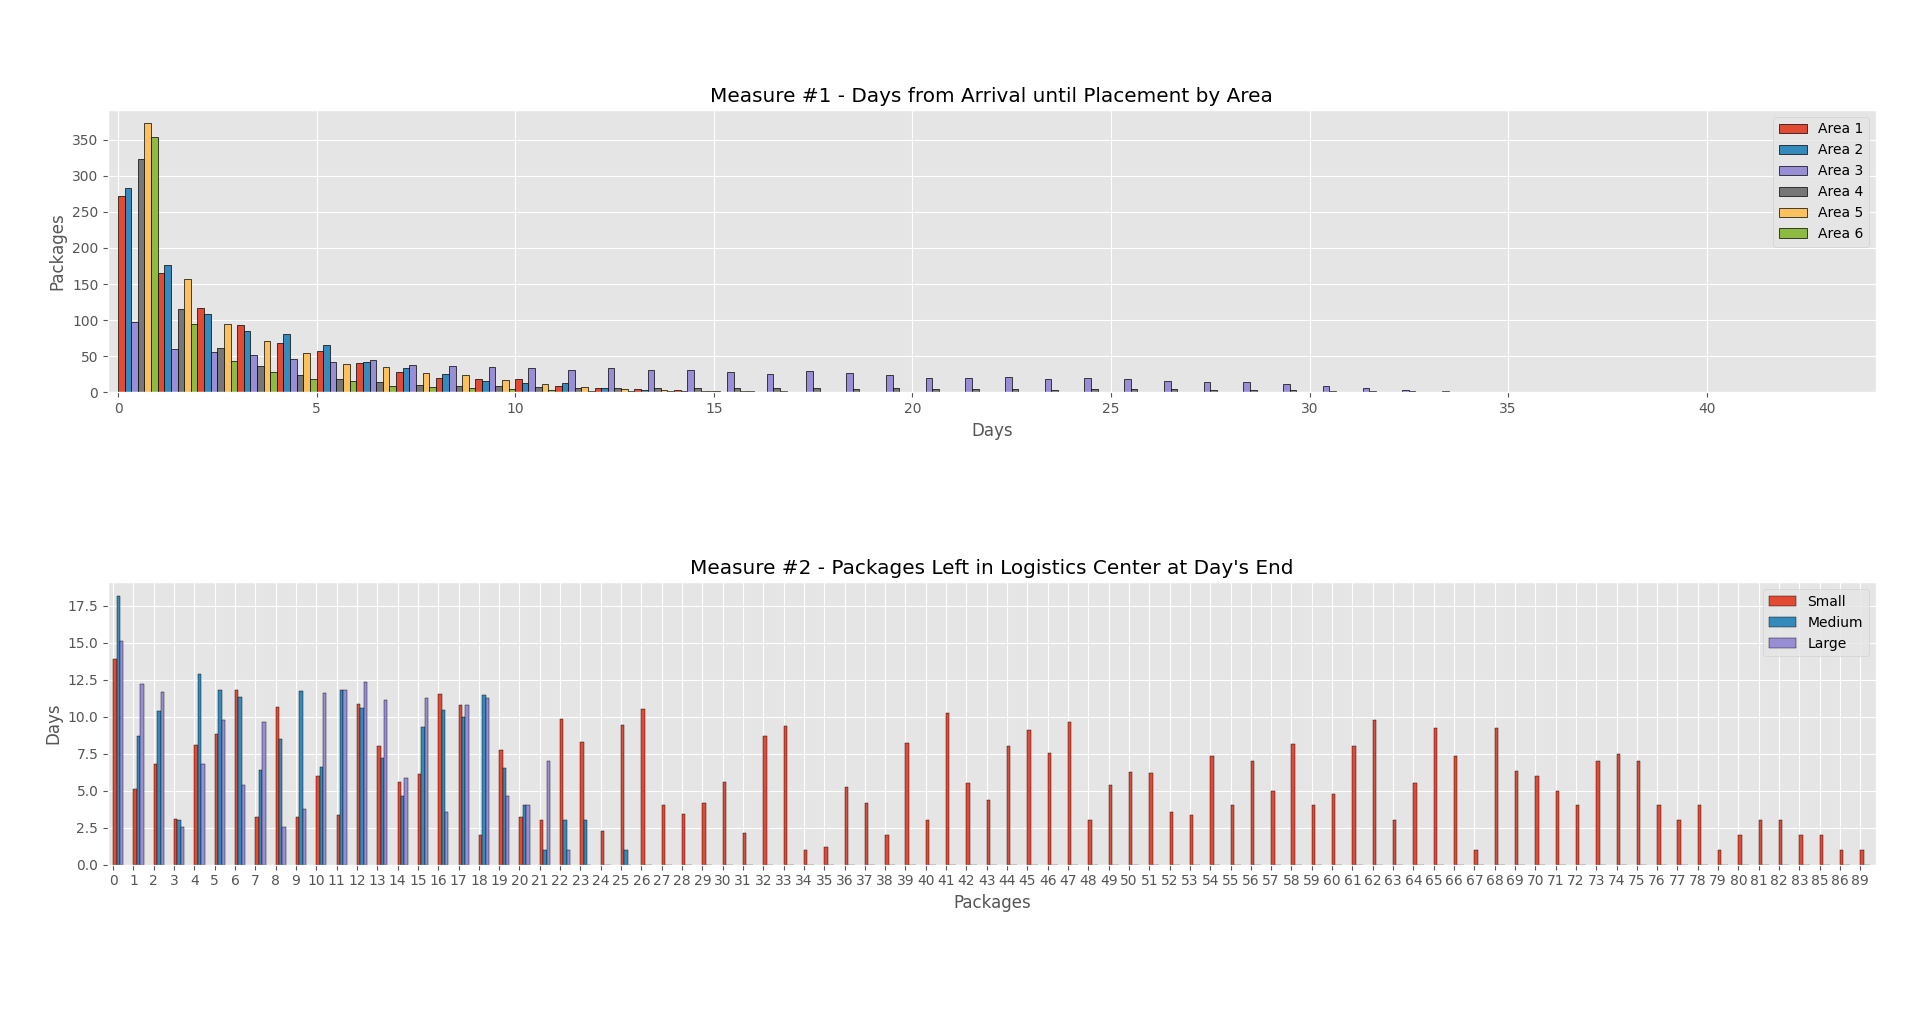 Measure #1 - Days from Arrival until Placement by Area
Packages
350
300
250
200
150
100
50
0
Area 1
Area 2
Area 3
Area 4
Area 5
Area 6
0 5 10 15 20 25 30 35 40
Days
Measure #2 - Packages Left in Logistics Center at Day's End
Days
17.5
15.0
12.5
10.0
7.5
5.0
2.5
0.0
Small
Medium
Large
0 1 2 3 4 5 6 7 8 9 10 11 12 13 14 15 16 17 18 19 20 21 22 23 24 25 26 27 28 29 30 31 32 33 34 35 36 37 38 39 40 41 42 43 44 45 46 47 48 49 50 51 52 53 54 55 56 57 58 59 60 61 62 63 64 65 66 67 68 69 70 71 72 73 74 75 76 77 78 79 80 81 82 83 85 86 89
Packages